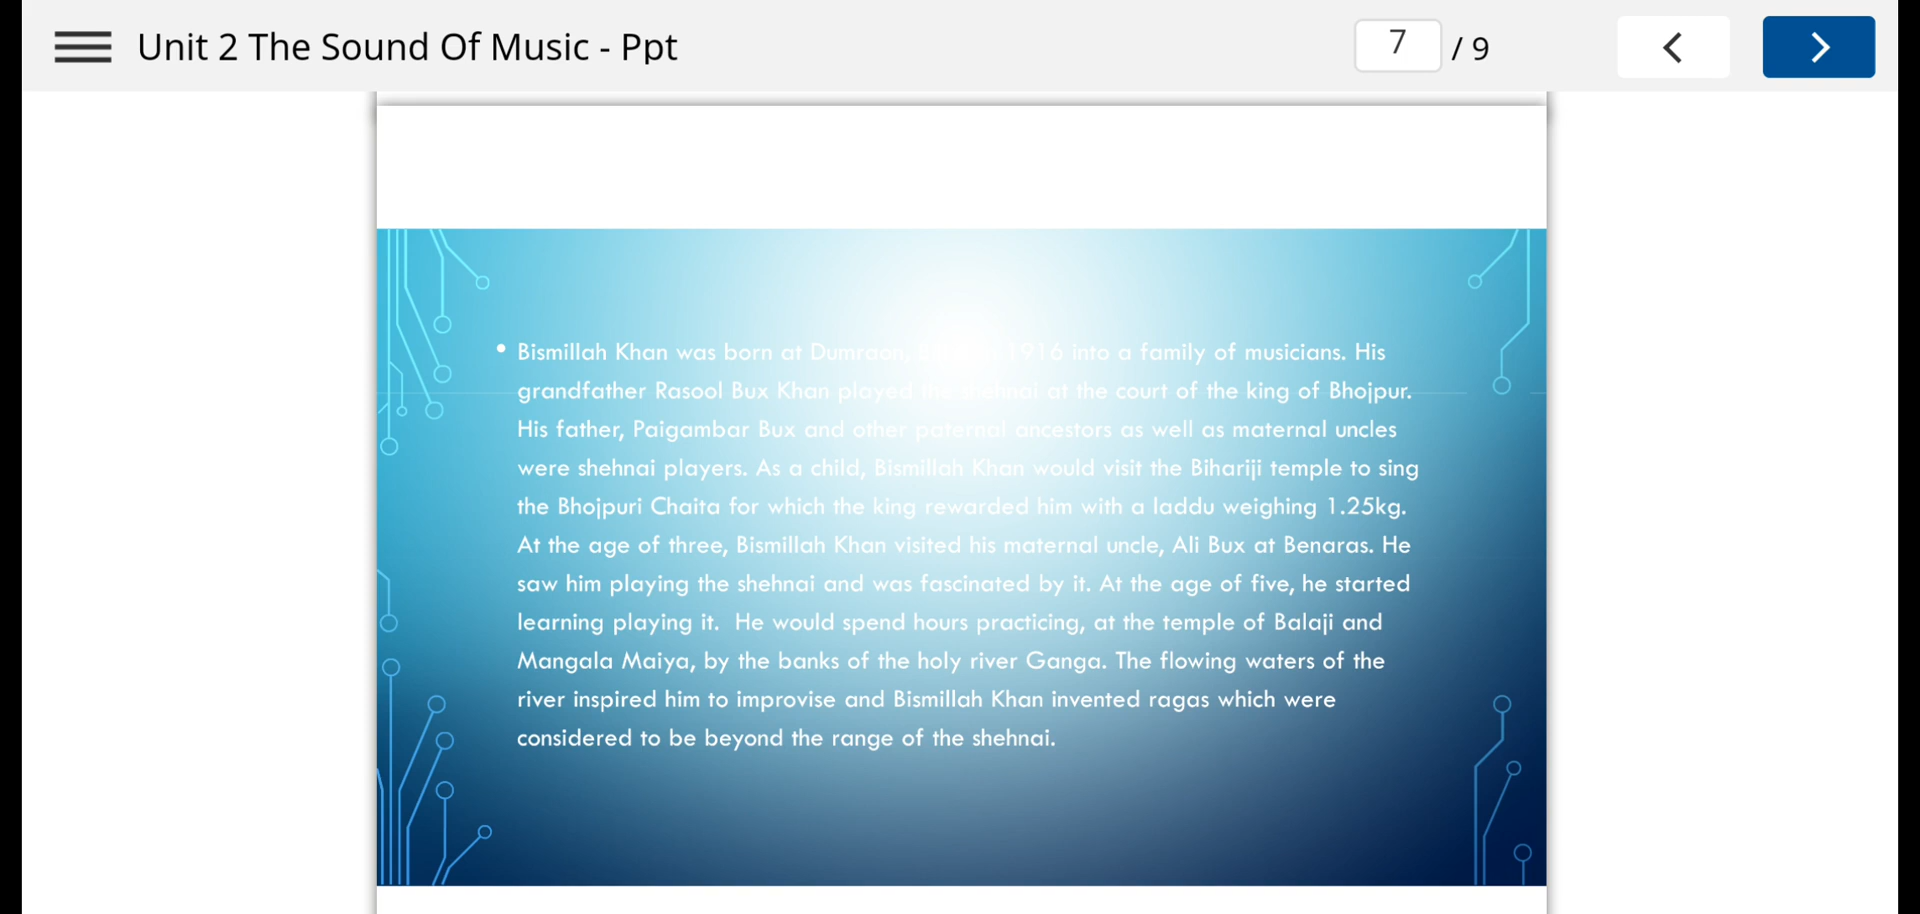 Unit 2 The Sound Of Music - Ppt
7 / 9
• Bismillah Khan was born at Dumraon, 1916 into a family of musicians. His
grandfather Rasool Bux Khan played the shehnai at the court of the king of Bhojpur.
His father, Paigambar Bux and other paternal ancestors as well as maternal uncles
were shehnai players. As a child, Bismillah Khan would visit the Bihariji temple to sing
the Bhojpuri Chaita for which the king rewarded him with a laddu weighing 1.25kg.
At the age of three, Bismillah Khan visited his maternal uncle, Ali Bux at Benaras. He
saw him playing the shehnai and was fascinated by it. At the age of five, he started
learning playing it.  He would spend hours practicing, at the temple of Balaji and
Mangala Maiya, by the banks of the holy river Ganga. The flowing waters of the
river inspired him to improvise and Bismillah Khan invented ragas which were
considered to be beyond the range of the shehnai.